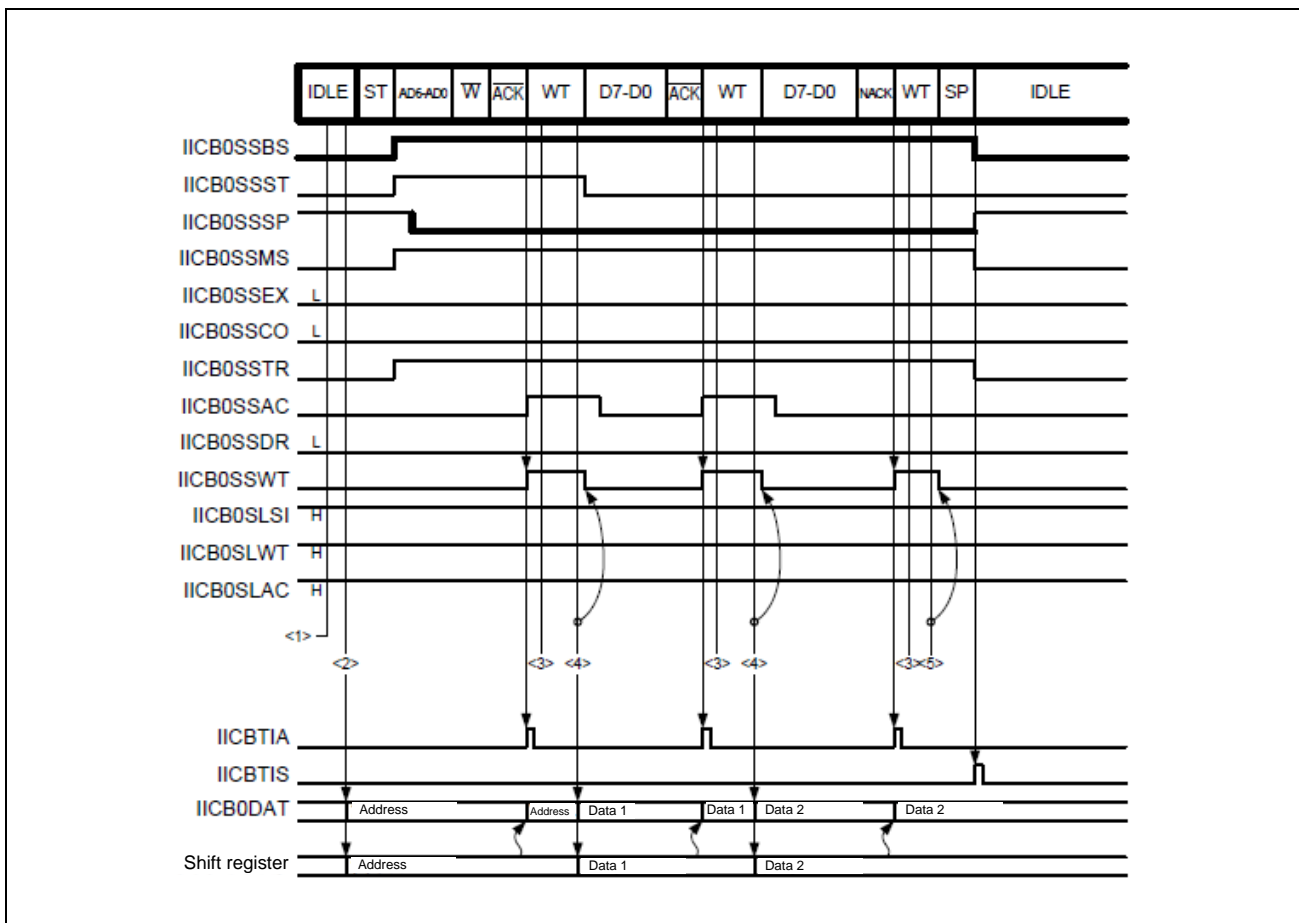 IDLE ST AD6-AD0 W ACK WT D7-D0 ACK WT D7-D0 NACK WT SP IDLE
IICB0SSBS
IICB0SSST
IICB0SSSP
IICB0SSMS
IICB0SSEX L
IICB0SSCO L
IICB0SSTR
IICB0SSAC
IICB0SSDR L
IICB0SSWT
IICB0SLSI H
IICB0SLWT H
IICB0SLAC H
<1>
<2> <3> <4> <3> <4> <3><5>
IICBTIA
IICBTIS
IICB0DAT Address Address Data 1 Data 1 Data 2 Data 2
Shift register Address Data 1 Data 2